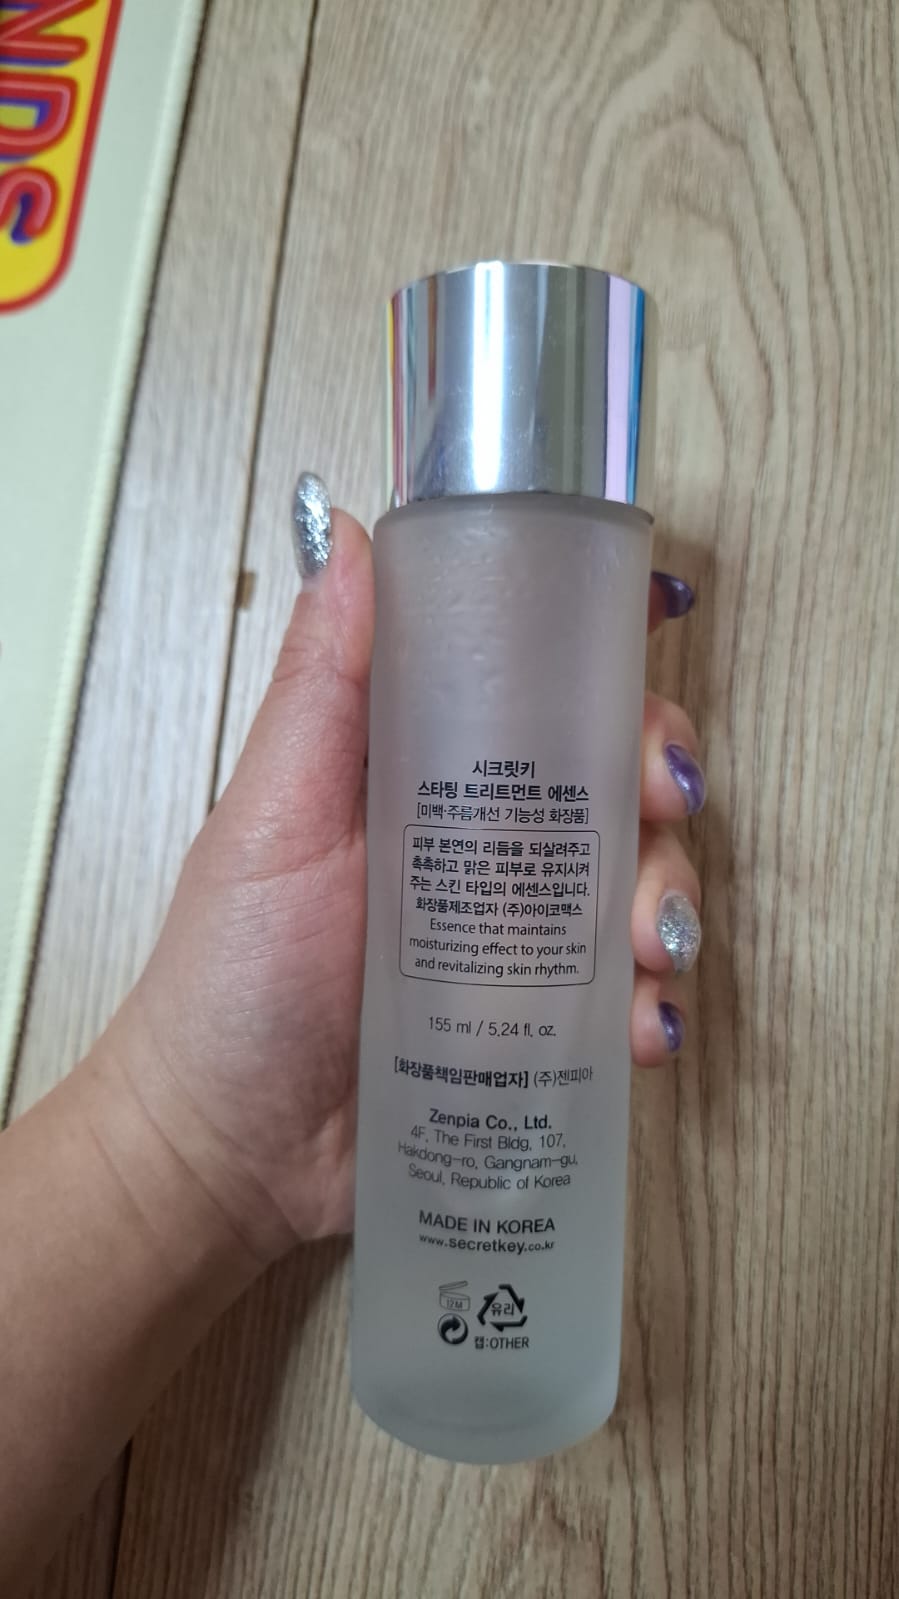 NDS
시크릿키
스타팅 트리트먼트 에센스
[미백·주름개선 기능성 화장품]
피부 본연의 리듬을 되살려주고
촉촉하고 맑은 피부로 유지시켜
주는 스킨 타입의 에센스입니다.
화장품제조업자 (주)아이코맥스
Essence that maintains
moisturizing effect to your skin
and revitalizing skin rhythm.
155 ml / 5.24 fl. oz.
[화장품책임판매업자] (주)젠피아
Zenpia Co., Ltd.
4F, The First Bldg, 107,
Hakdong-ro, Gangnam-gu,
Seoul, Republic of Korea
MADE IN KOREA
www.secretkey.co.kr
12M
유리
캡:OTHER